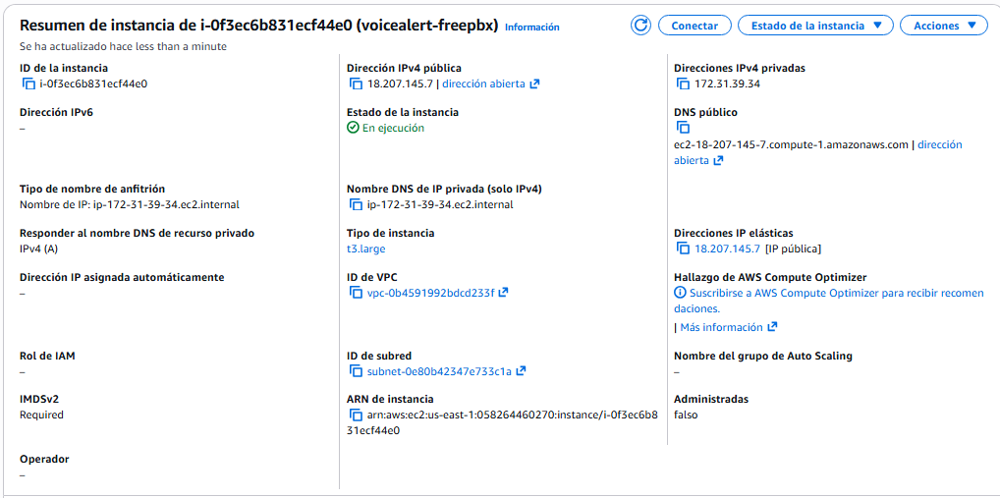 Resumen de instancia de i-0f3ec6b831ecf44e0 (voicealert-freepbx) Información
Conectar
Estado de la instancia
Acciones
Se ha actualizado hace less than a minute
ID de la instancia
i-0f3ec6b831ecf44e0
Dirección IPv4 pública
18.207.145.7 | dirección abierta
Direcciones IPv4 privadas
172.31.39.34
Dirección IPv6
–
Estado de la instancia
En ejecución
DNS público
ec2-18-207-145-7.compute-1.amazonaws.com | dirección
abierta
Tipo de nombre de anfitrión
Nombre de IP: ip-172-31-39-34.ec2.internal
Nombre DNS de IP privada (solo IPv4)
ip-172-31-39-34.ec2.internal
Responder al nombre DNS de recurso privado
IPv4 (A)
Tipo de instancia
t3.large
Direcciones IP elásticas
18.207.145.7 [IP pública]
Dirección IP asignada automáticamente
–
ID de VPC
vpc-0b4591992bdcd233f
Hallazgo de AWS Compute Optimizer
Suscribirse a AWS Compute Optimizer para recibir recomen
daciones.
| Más información
Rol de IAM
–
ID de subred
subnet-0e80b42347e733c1a
Nombre del grupo de Auto Scaling
–
IMDSv2
Required
ARN de instancia
arn:aws:ec2:us-east-1:058264460270:instance/i-0f3ec6b8
31ecf44e0
Administradas
falso
Operador
–